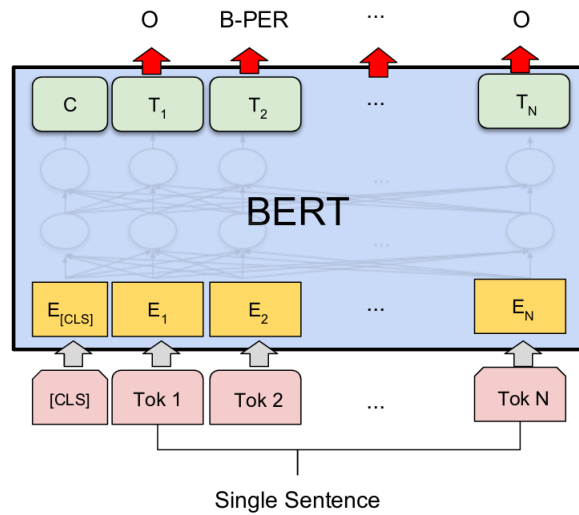 O B-PER ... O
C T1 T2 ... TN
...
BERT
...
E[CLS] E1 E2 ... EN
[CLS] Tok 1 Tok 2 ... Tok N
Single Sentence